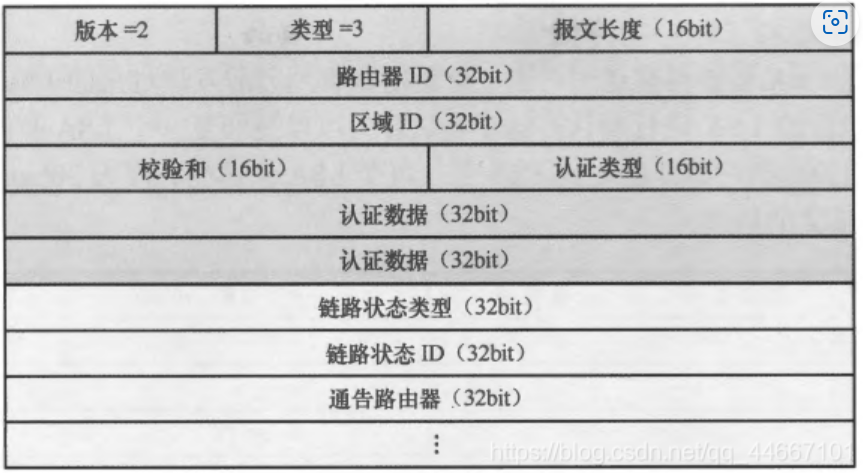 版本 =2 类型 =3 报文长度（16bit）
路由器 ID（32bit）
区域 ID（32bit）
校验和（16bit） 认证类型（16bit）
认证数据（32bit）
认证数据（32bit）
链路状态类型（32bit）
链路状态 ID（32bit）
通告路由器（32bit）
⋮
https://blog.csdn.net/qq_44667101